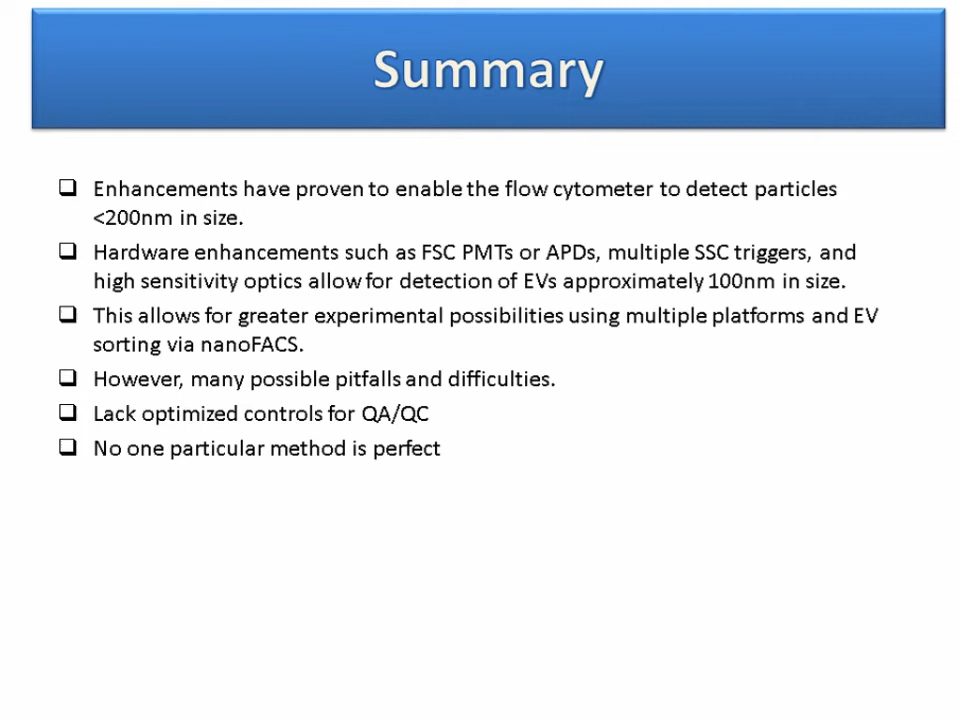 Summary
Enhancements have proven to enable the flow cytometer to detect particles
<200nm in size.
Hardware enhancements such as FSC PMTs or APDs, multiple SSC triggers, and
high sensitivity optics allow for detection of EVs approximately 100nm in size.
This allows for greater experimental possibilities using multiple platforms and EV
sorting via nanoFACS.
However, many possible pitfalls and difficulties.
Lack optimized controls for QA/QC
No one particular method is perfect